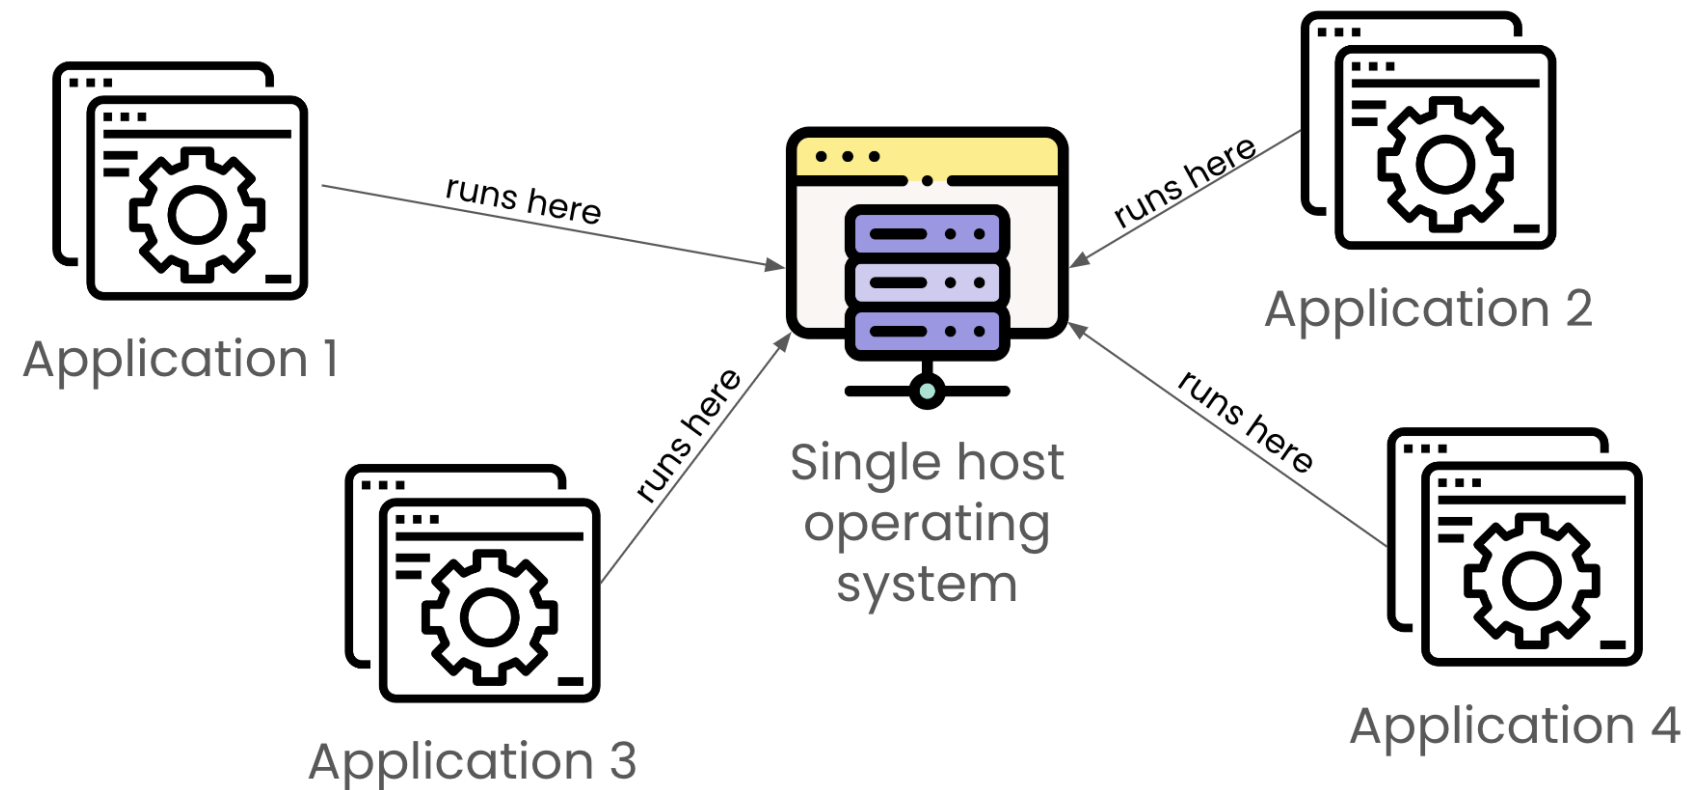 runs here
Application 1
runs here
Application 2
Single host
operating
system
runs here
Application 3
runs here
Application 4